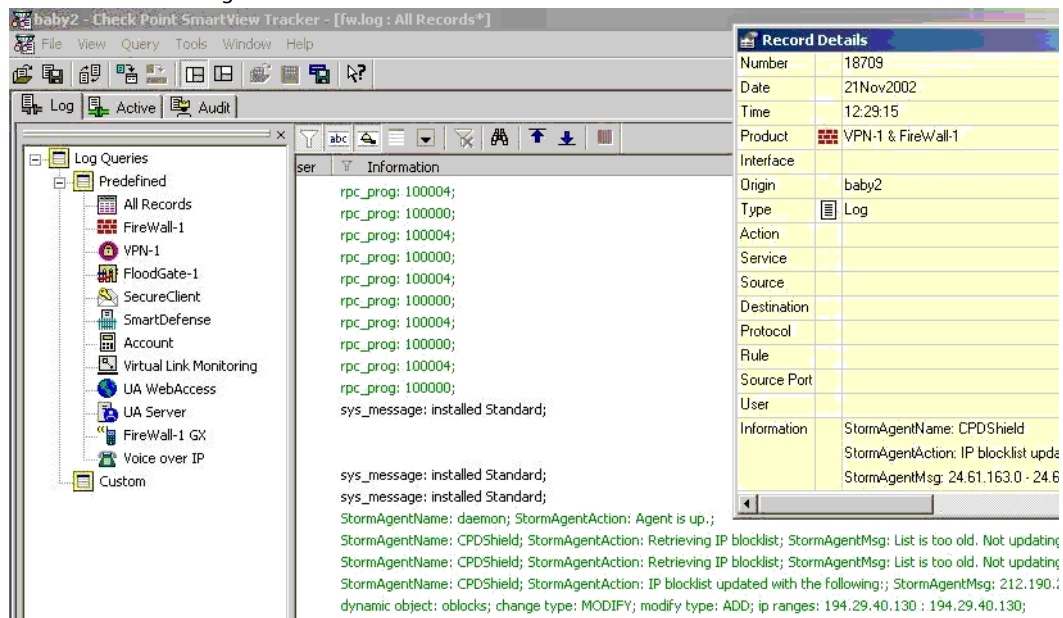 baby2 - Check Point SmartView Tracker - [fw.log : All Records*]
File View Query Tools Window Help
Log Active Audit
Log Queries
Predefined
All Records
FireWall-1
VPN-1
FloodGate-1
SecureClient
SmartDefense
Account
Virtual Link Monitoring
UA WebAccess
UA Server
FireWall-1 GX
Voice over IP
Custom
abc
ser Information
rpc_prog: 100004;
rpc_prog: 100000;
rpc_prog: 100004;
rpc_prog: 100000;
rpc_prog: 100004;
rpc_prog: 100000;
rpc_prog: 100004;
rpc_prog: 100000;
rpc_prog: 100004;
rpc_prog: 100000;
sys_message: installed Standard;
sys_message: installed Standard;
sys_message: installed Standard;
StormAgentName: daemon; StormAgentAction: Agent is up.;
StormAgentName: CPDShield; StormAgentAction: Retrieving IP blocklist; StormAgentMsg: List is too old. Not updating
StormAgentName: CPDShield; StormAgentAction: Retrieving IP blocklist; StormAgentMsg: List is too old. Not updating
StormAgentName: CPDShield; StormAgentAction: IP blocklist updated with the following:; StormAgentMsg: 212.190.2
dynamic object: oblocks; change type: MODIFY; modify type: ADD; ip ranges: 194.29.40.130 : 194.29.40.130;
Record Details
Number 18709
Date 21Nov2002
Time 12:29:15
Product VPN-1 & FireWall-1
Interface
Origin baby2
Type Log
Action
Service
Source
Destination
Protocol
Rule
Source Port
User
Information StormAgentName: CPDShield
StormAgentAction: IP blocklist upda
StormAgentMsg: 24.61.163.0 - 24.6